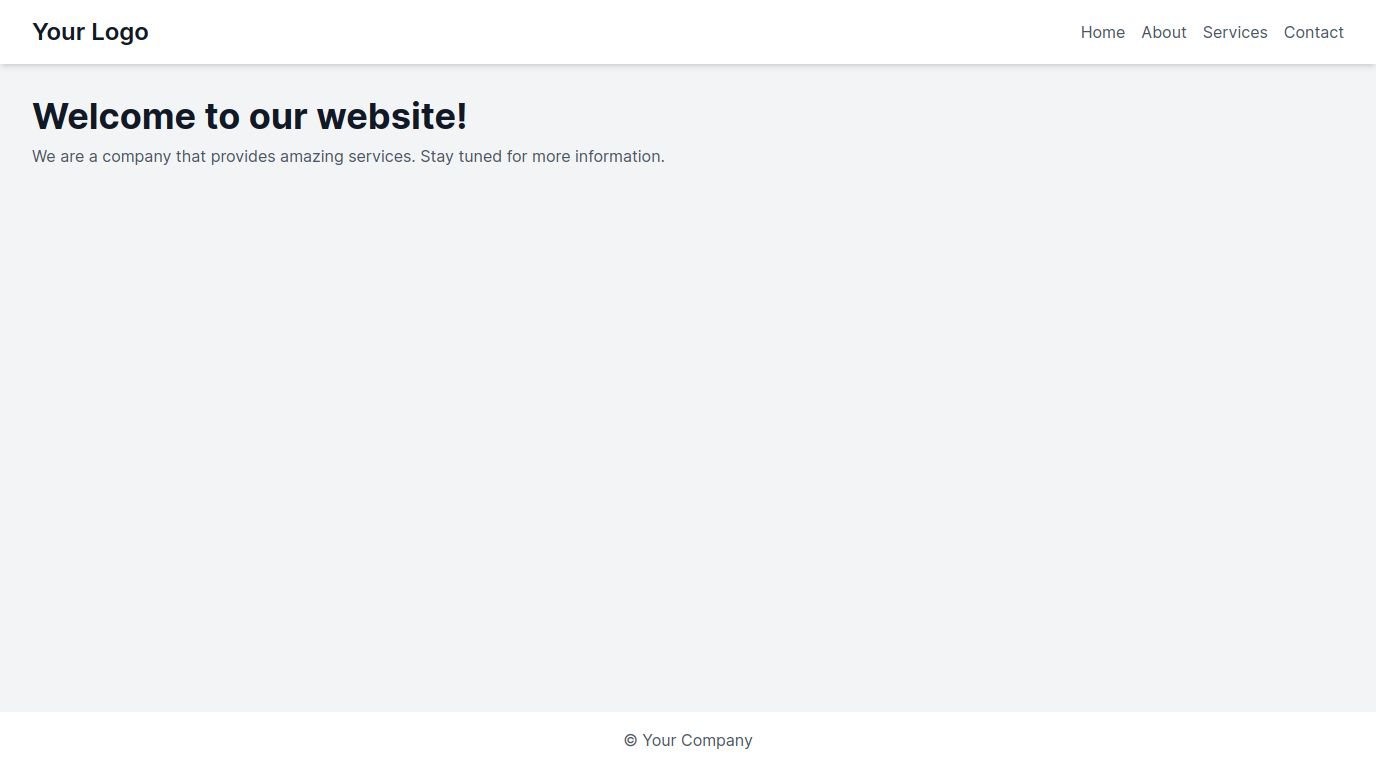 Your Logo
Home About Services Contact
Welcome to our website!
We are a company that provides amazing services. Stay tuned for more information.
© Your Company